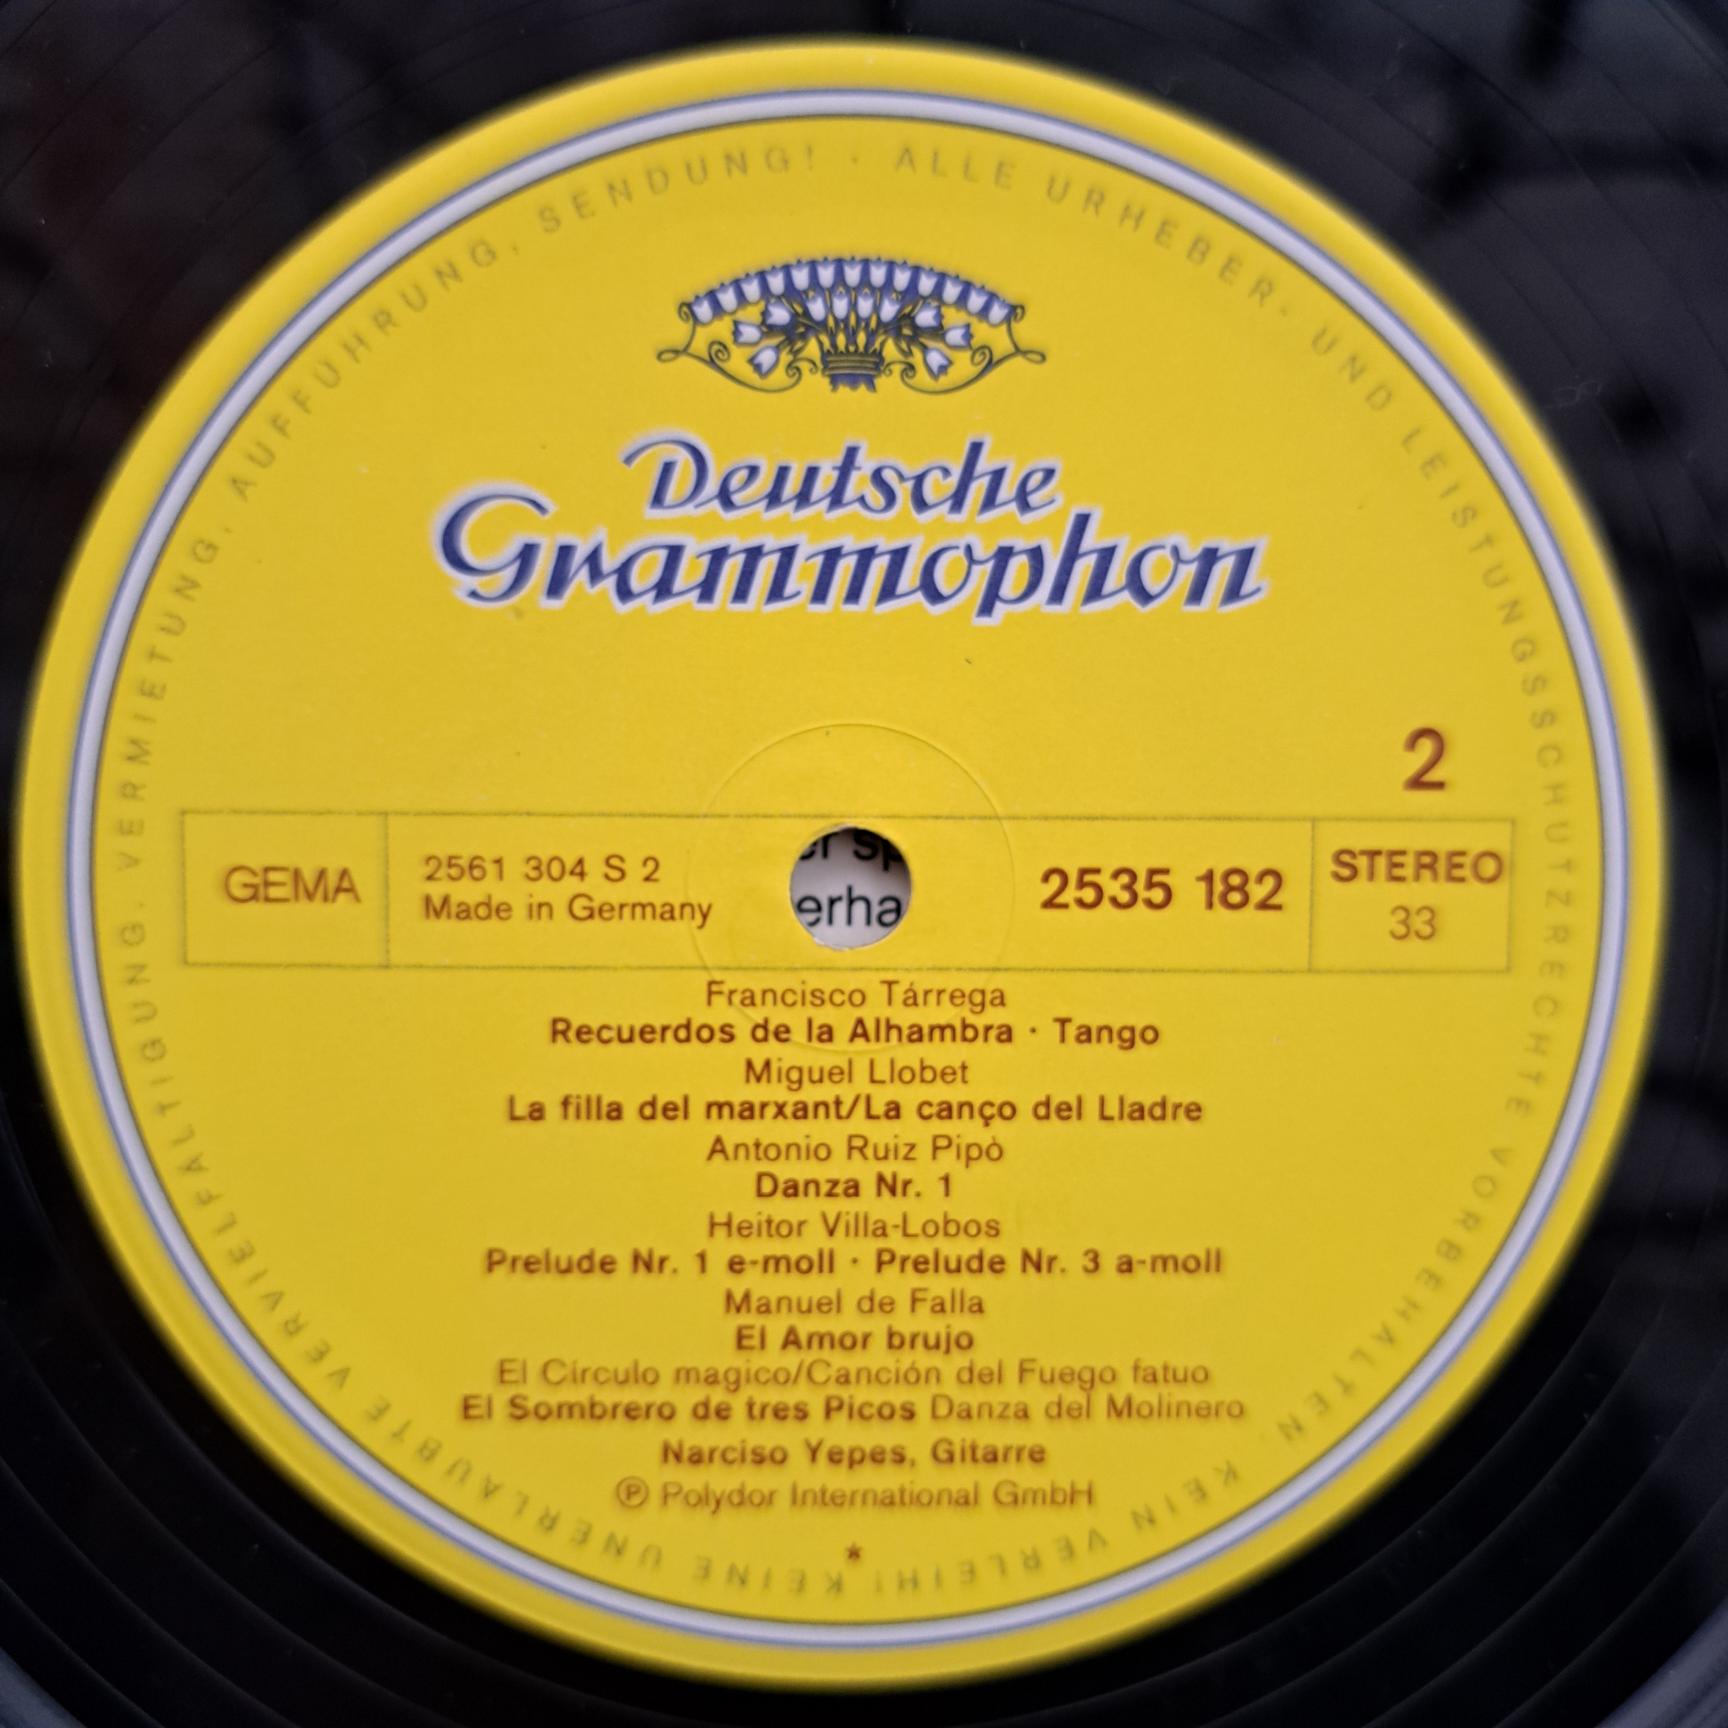 ALLE URHEBER- UND LEISTUNGSSCHUTZRECHTE VORBEHALTEN. KEIN VERLEIH! KEINE UNERLAUBTE VERVIELFÄLTIGUNG, VERMIETUNG, AUFFÜHRUNG, SENDUNG! ·
Deutsche
Grammophon
2
GEMA
2561 304 S 2
Made in Germany
erha
2535 182
STEREO
33
Francisco Tárrega
Recuerdos de la Alhambra · Tango
Miguel Llobet
La filla del marxant/La canço del Lladre
Antonio Ruiz Pipò
Danza Nr. 1
Heitor Villa-Lobos
Prelude Nr. 1 e-moll · Prelude Nr. 3 a-moll
Manuel de Falla
El Amor brujo
El Círculo magico/Canción del Fuego fatuo
El Sombrero de tres Picos Danza del Molinero
Narciso Yepes, Gitarre
Ⓟ Polydor International GmbH
*